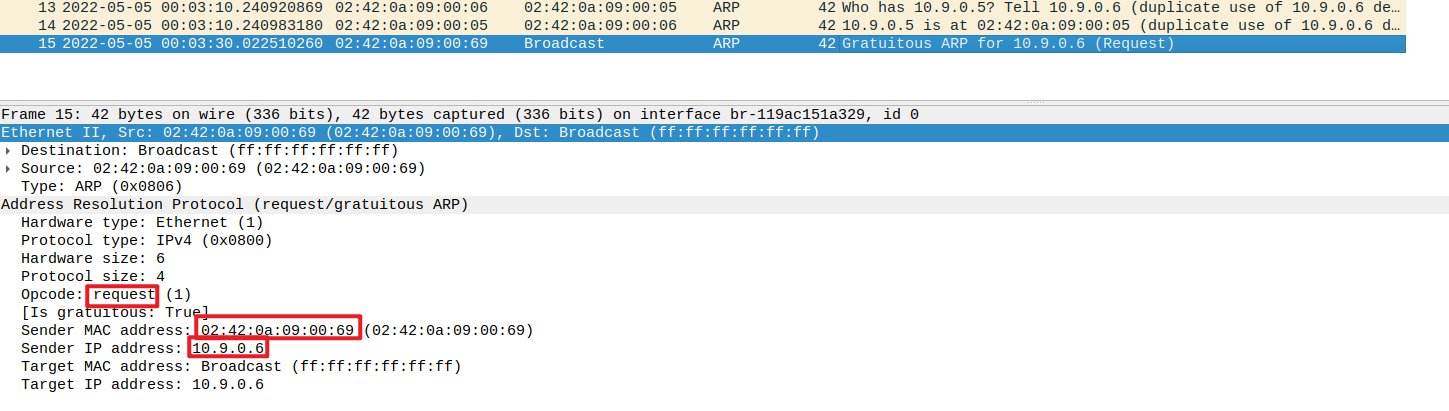 13 2022-05-05 00:03:10.240920869 02:42:0a:09:00:06 02:42:0a:09:00:05 ARP 42 Who has 10.9.0.5? Tell 10.9.0.6 (duplicate use of 10.9.0.6 de…
14 2022-05-05 00:03:10.240983180 02:42:0a:09:00:05 02:42:0a:09:00:06 ARP 42 10.9.0.5 is at 02:42:0a:09:00:05 (duplicate use of 10.9.0.6 d…
15 2022-05-05 00:03:30.022510260 02:42:0a:09:00:69 Broadcast ARP 42 Gratuitous ARP for 10.9.0.6 (Request)
Frame 15: 42 bytes on wire (336 bits), 42 bytes captured (336 bits) on interface br-119ac151a329, id 0
Ethernet II, Src: 02:42:0a:09:00:69 (02:42:0a:09:00:69), Dst: Broadcast (ff:ff:ff:ff:ff:ff)
Destination: Broadcast (ff:ff:ff:ff:ff:ff)
Source: 02:42:0a:09:00:69 (02:42:0a:09:00:69)
Type: ARP (0x0806)
Address Resolution Protocol (request/gratuitous ARP)
Hardware type: Ethernet (1)
Protocol type: IPv4 (0x0800)
Hardware size: 6
Protocol size: 4
Opcode: request (1)
[Is gratuitous: True]
Sender MAC address: 02:42:0a:09:00:69 (02:42:0a:09:00:69)
Sender IP address: 10.9.0.6
Target MAC address: Broadcast (ff:ff:ff:ff:ff:ff)
Target IP address: 10.9.0.6